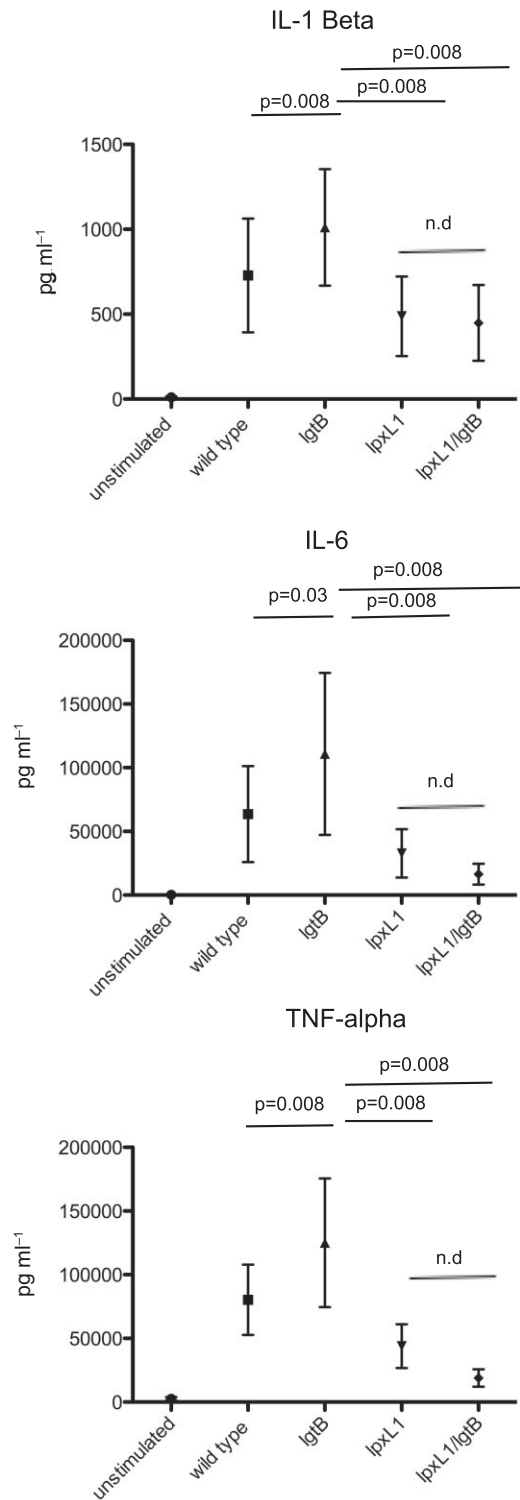 IL-1 Beta
p=0.008
p=0.008
p=0.008
1500
1000
n.d
pg ml⁻¹
500
0
unstimulated
wild type
lgtB
lpxL1
lpxL1/lgtB
IL-6
p=0.008
p=0.03
p=0.008
200000
150000
pg ml⁻¹
100000
n.d
50000
0
unstimulated
wild type
lgtB
lpxL1
lpxL1/lgtB
TNF-alpha
p=0.008
p=0.008
p=0.008
200000
150000
n.d
pg ml⁻¹
100000
50000
0
unstimulated
wild type
lgtB
lpxL1
lpxL1/lgtB